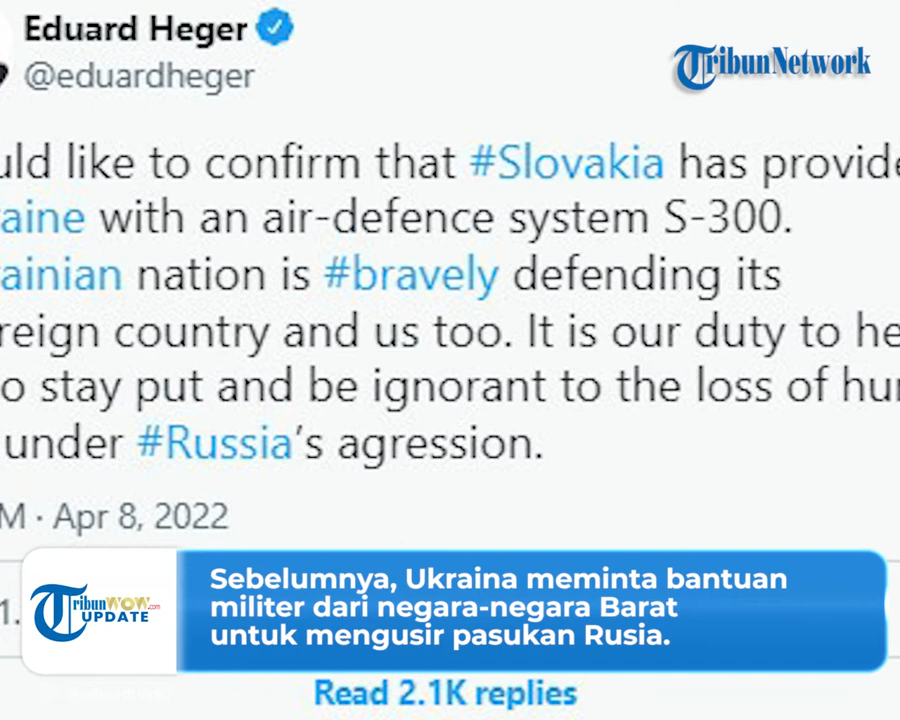 Eduard Heger
@eduardheger
TribunNetwork
uld like to confirm that #Slovakia has provide
aine with an air-defence system S-300.
ainian nation is #bravely defending its
reign country and us too. It is our duty to he
o stay put and be ignorant to the loss of hu
under #Russia's agression.
M · Apr 8, 2022
1.
TribunWOW.com
UPDATE
Sebelumnya, Ukraina meminta bantuan
militer dari negara-negara Barat
untuk mengusir pasukan Rusia.
Read 2.1K replies